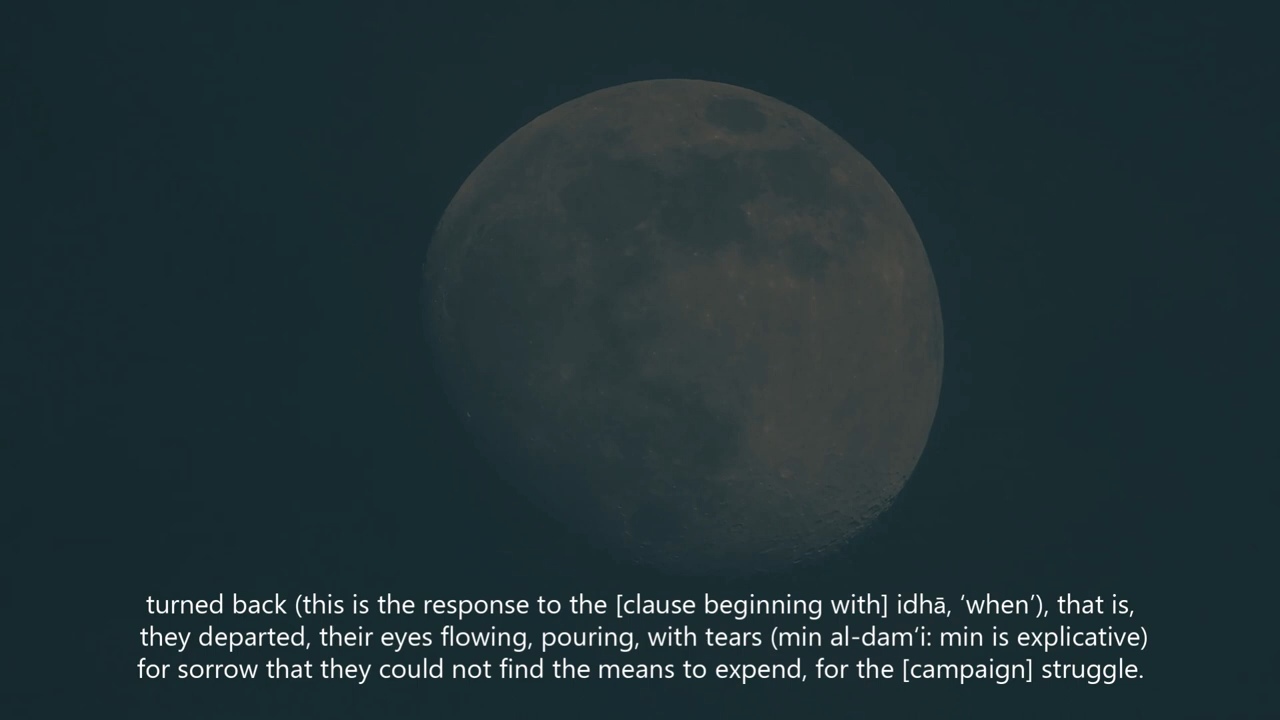 turned back (this is the response to the [clause beginning with] idhā, ‘when’), that is,
they departed, their eyes flowing, pouring, with tears (min al-dam‘i: min is explicative)
for sorrow that they could not find the means to expend, for the [campaign] struggle.